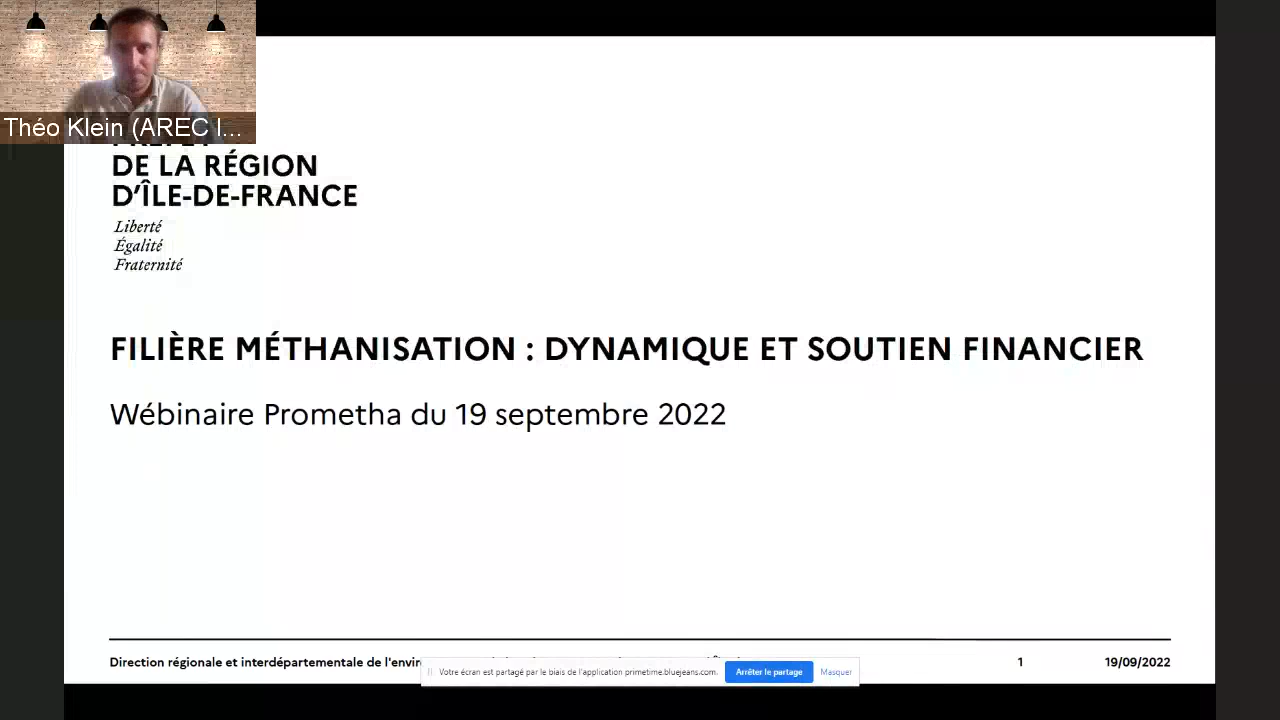 Théo Klein (AREC I...
DE LA RÉGION
D'ÎLE-DE-FRANCE
Liberté
Égalité
Fraternité
FILIÈRE MÉTHANISATION : DYNAMIQUE ET SOUTIEN FINANCIER
Wébinaire Prometha du 19 septembre 2022
Direction régionale et interdépartementale de l'envir
1
19/09/2022
Votre écran est partagé par le biais de l'application primetime.bluejeans.com.
Arrêter le partage
Masquer